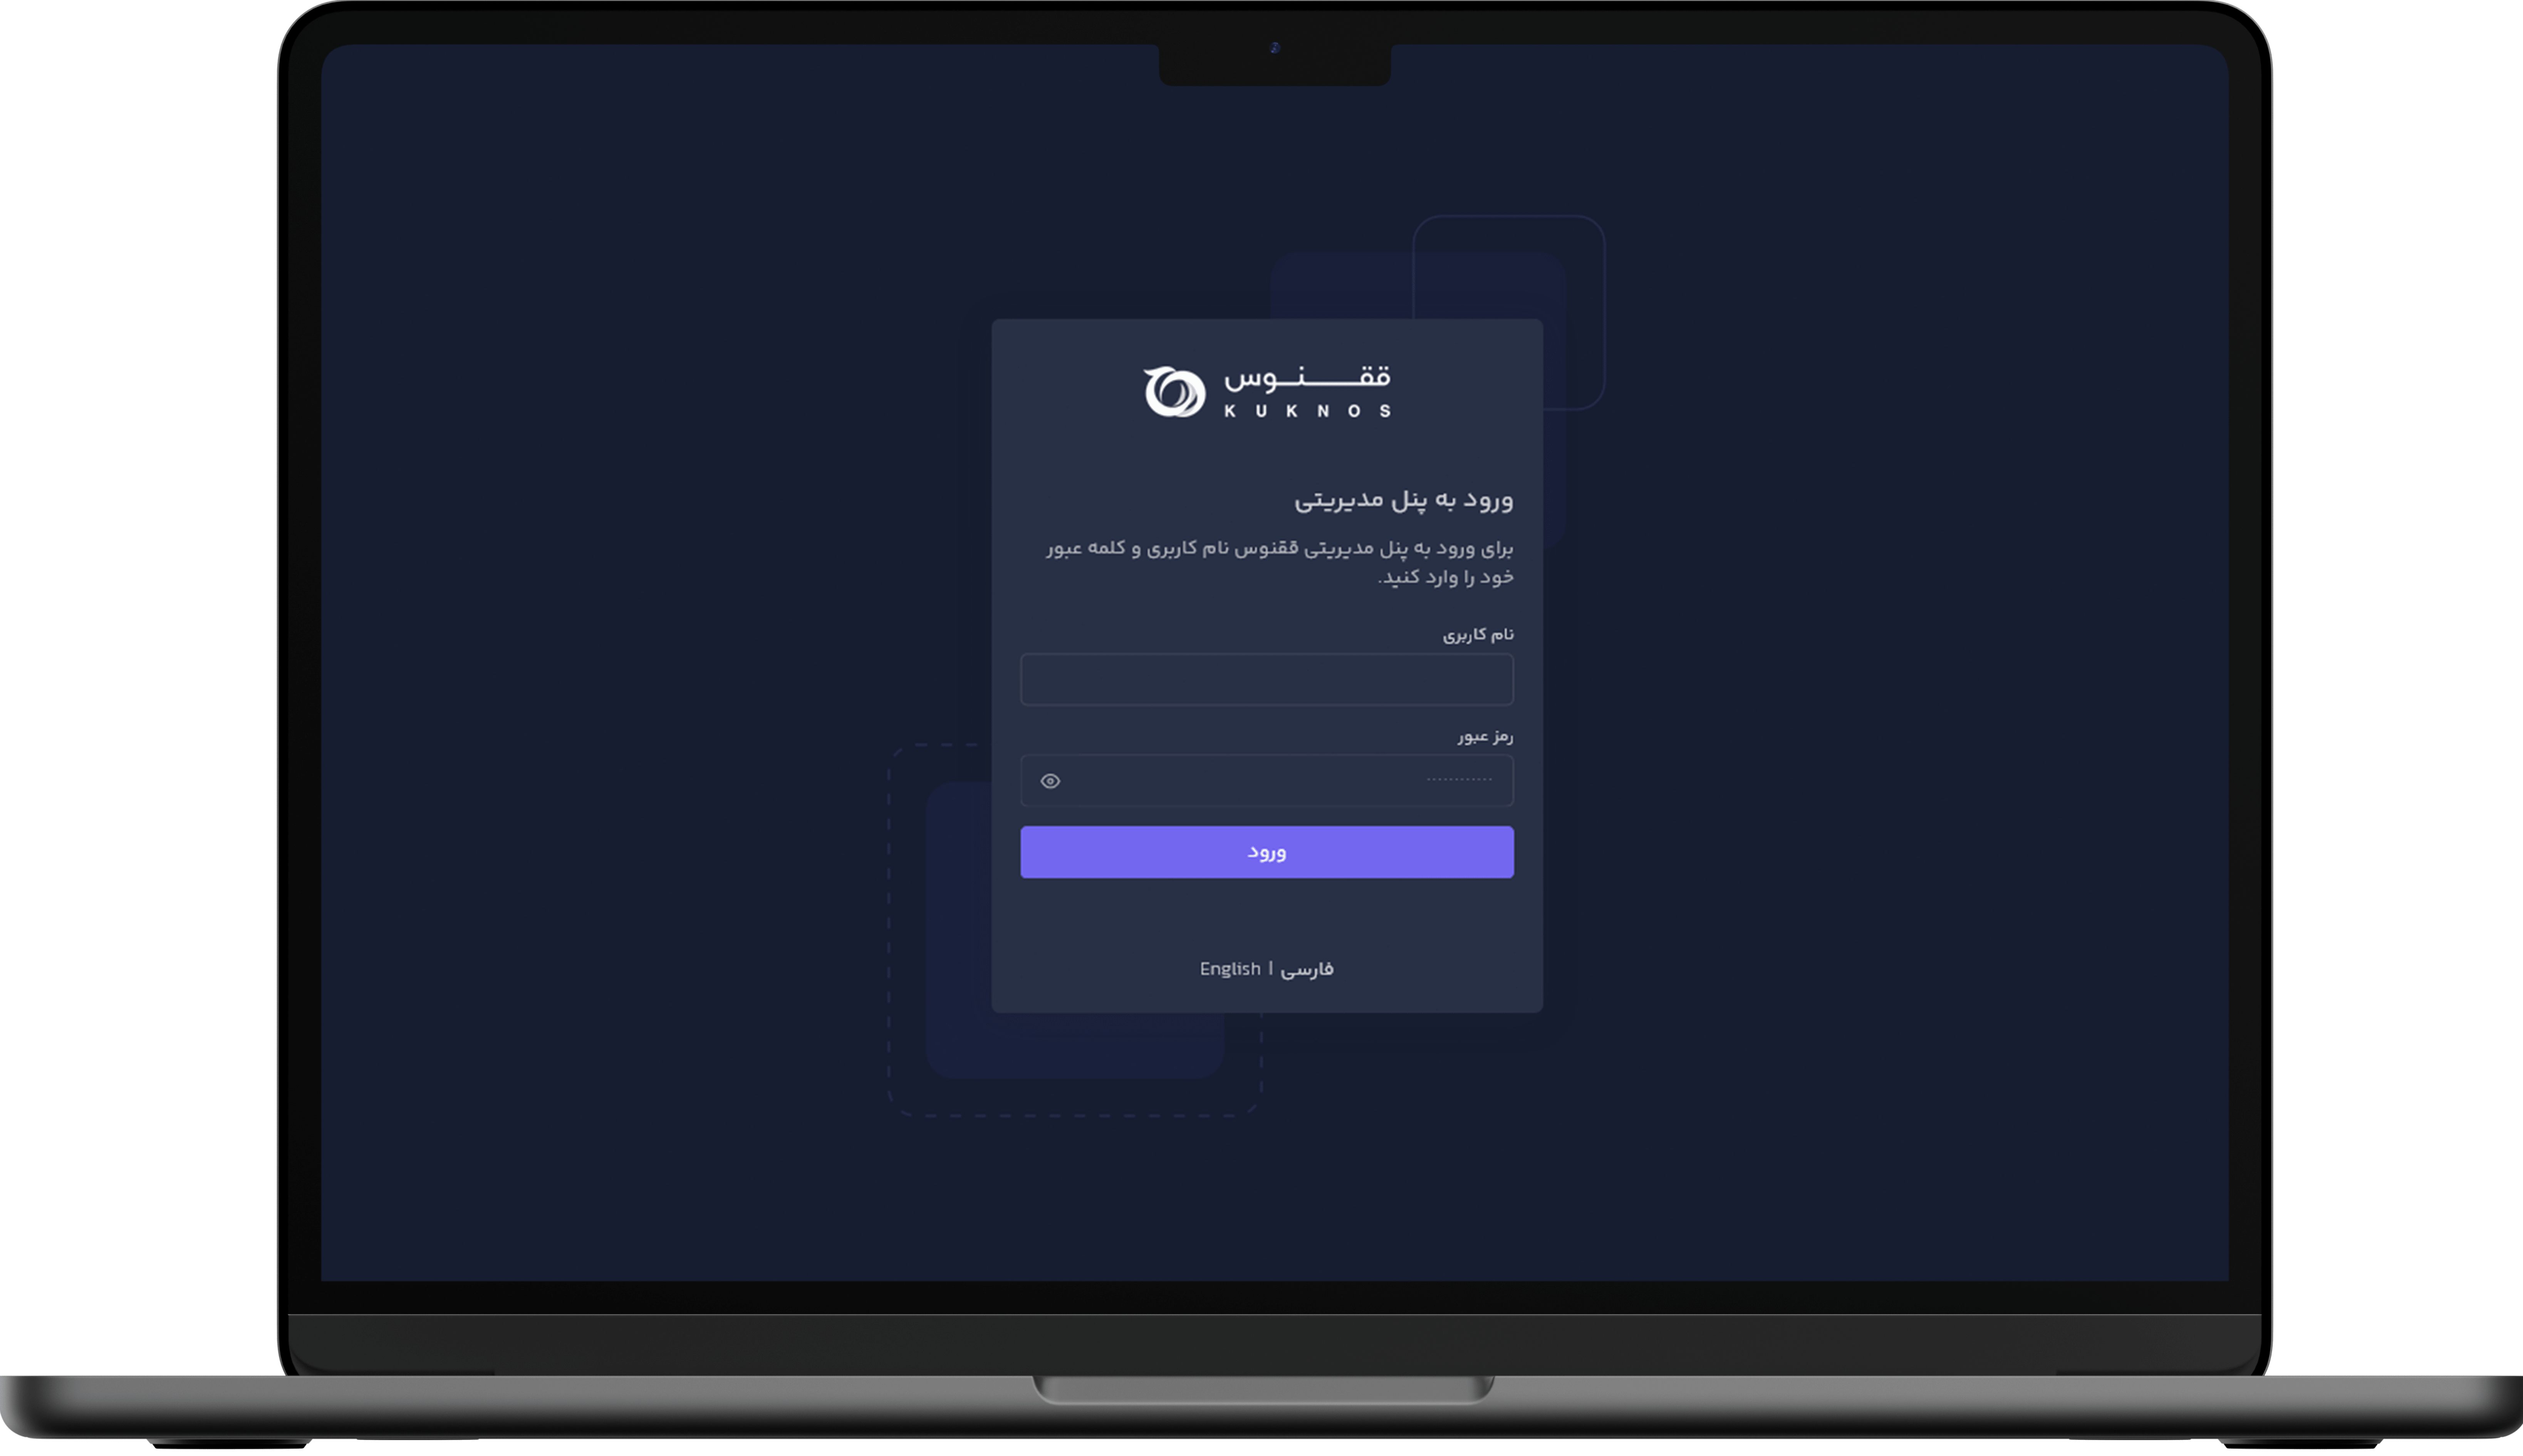 ققنوس
KUKNOS
ورود به پنل مدیریتی
برای ورود به پنل مدیریتی ققنوس نام کاربری و کلمه عبور
خود را وارد کنید.
نام کاربری
رمز عبور
............
ورود
فارسی | English